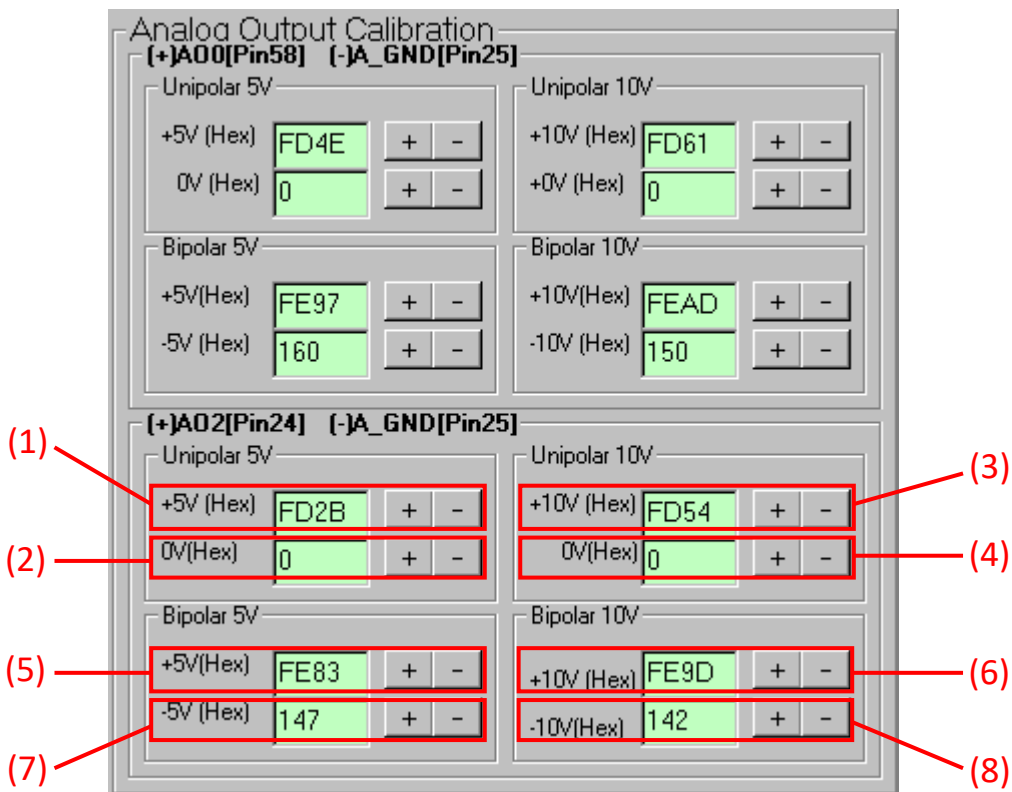 Analog Output Calibration
(+)AO0[Pin58] (-)A_GND[Pin25]
Unipolar 5V Unipolar 10V
+5V (Hex) FD4E + - +10V (Hex) FD61 + -
0V (Hex) 0 + - +0V (Hex) 0 + -
Bipolar 5V Bipolar 10V
+5V(Hex) FE97 + - +10V(Hex) FEAD + -
-5V (Hex) 160 + - -10V (Hex) 150 + -
(+)AO2[Pin24] (-)A_GND[Pin25]
Unipolar 5V Unipolar 10V
(1) +5V (Hex) FD2B + - +10V (Hex) FD54 + - (3)
(2) 0V(Hex) 0 + - 0V(Hex) 0 + - (4)
Bipolar 5V Bipolar 10V
(5) +5V(Hex) FE83 + - +10V (Hex) FE9D + - (6)
(7) -5V (Hex) 147 + - -10V(Hex) 142 + - (8)